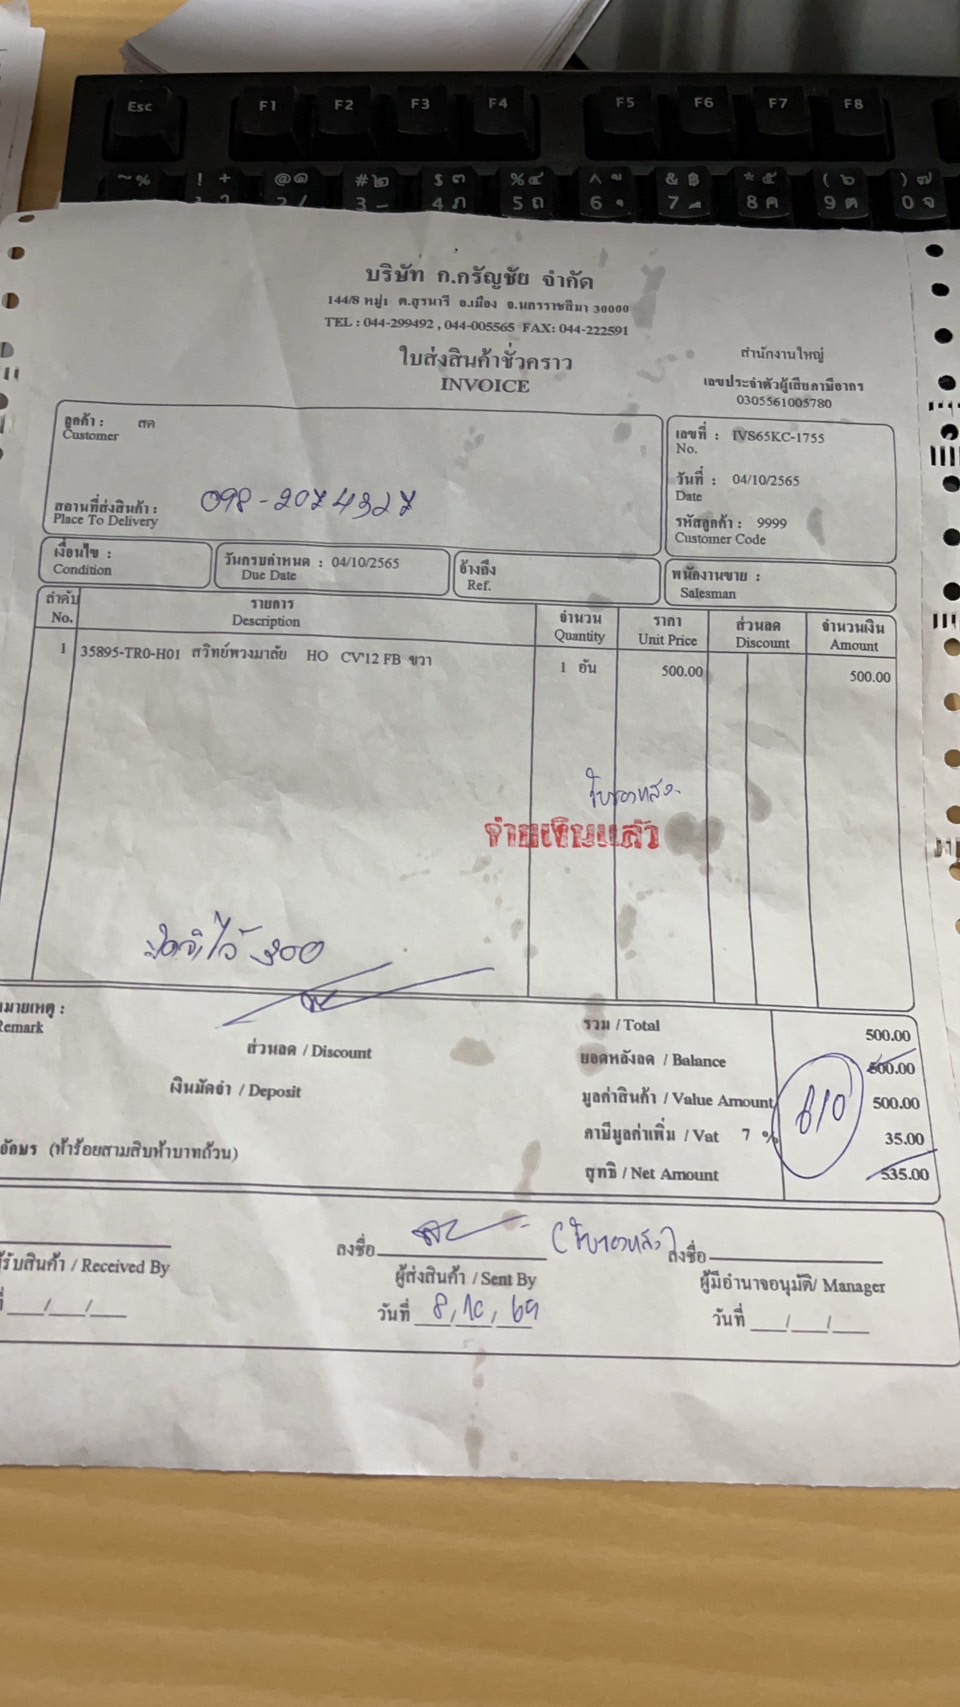 Esc F1 F2 F3 F4 F5 F6 F7 F8
บริษัท ก.กรัญชัย จำกัด
144/8 หมู่1 ต.สุรนารี อ.เมือง จ.นครราชสีมา 30000
TEL : 044-299492 , 044-005565 FAX: 044-222591
ใบส่งสินค้าชั่วคราว
INVOICE
สำนักงานใหญ่
เลขประจำตัวผู้เสียภาษีอากร
0305561005780
ลูกค้า : สด
Customer
สถานที่ส่งสินค้า : 098-2074327
Place To Delivery
เลขที่ : IVS65KC-1755
No.
วันที่ : 04/10/2565
Date
รหัสลูกค้า : 9999
Customer Code
เงื่อนไข :
Condition
วันครบกำหนด : 04/10/2565
Due Date
อ้างถึง
Ref.
พนักงานขาย :
Salesman
ลำดับ รายการ จำนวน ราคา ส่วนลด จำนวนเงิน
No. Description Quantity Unit Price Discount Amount
1 35895-TR0-H01 สวิทย์พวงมาลัย HO CV'12 FB ขวา 1 อัน 500.00 500.00
จ่ายเงินแล้ว
มัดจำไว้ 300
หมายเหตุ :
Remark
รวม / Total 500.00
ส่วนลด / Discount
ยอดหลังลด / Balance 500.00
เงินมัดจำ / Deposit
มูลค่าสินค้า / Value Amount 500.00
ภาษีมูลค่าเพิ่ม / Vat 7 % 35.00
อักษร (ห้าร้อยสามสิบห้าบาทถ้วน)
สุทธิ / Net Amount 535.00
ลงชื่อ
ลงชื่อ
ผู้รับสินค้า / Received By
ผู้ส่งสินค้า / Sent By
ผู้มีอำนาจอนุมัติ/ Manager
วันที่
วันที่